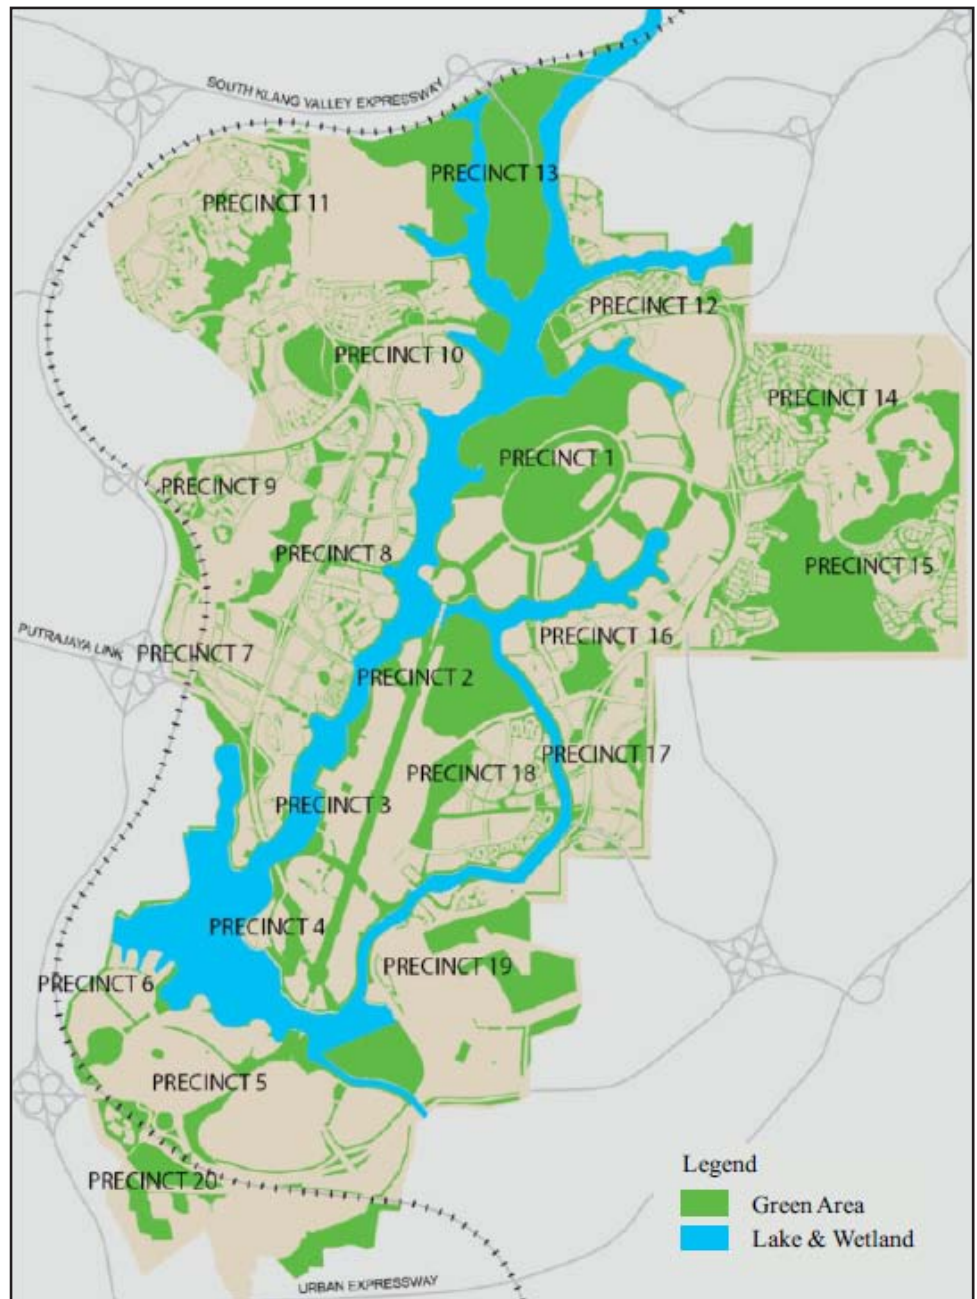 SOUTH KLANG VALLEY EXPRESSWAY
PRECINCT 13
PRECINCT 11
PRECINCT 12
PRECINCT 10
PRECINCT 14
PRECINCT 1
PRECINCT 9
PRECINCT 8
PRECINCT 15
PUTRAJAYA LINK
PRECINCT 16
PRECINCT 7
PRECINCT 2
PRECINCT 17
PRECINCT 18
PRECINCT 3
PRECINCT 4
PRECINCT 19
PRECINCT 6
PRECINCT 5
PRECINCT 20
Legend
Green Area
Lake & Wetland
URBAN EXPRESSWAY